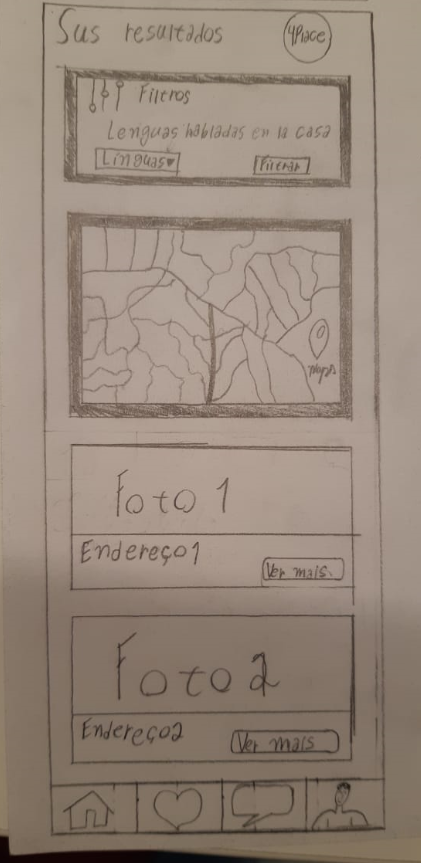 Sus resultados
4Place
Filtros
Lenguas habladas en la casa
Linguas
Filtrar
Maps
Foto 1
Endereço1
Ver mais
Foto 2
Endereço2
Ver mais